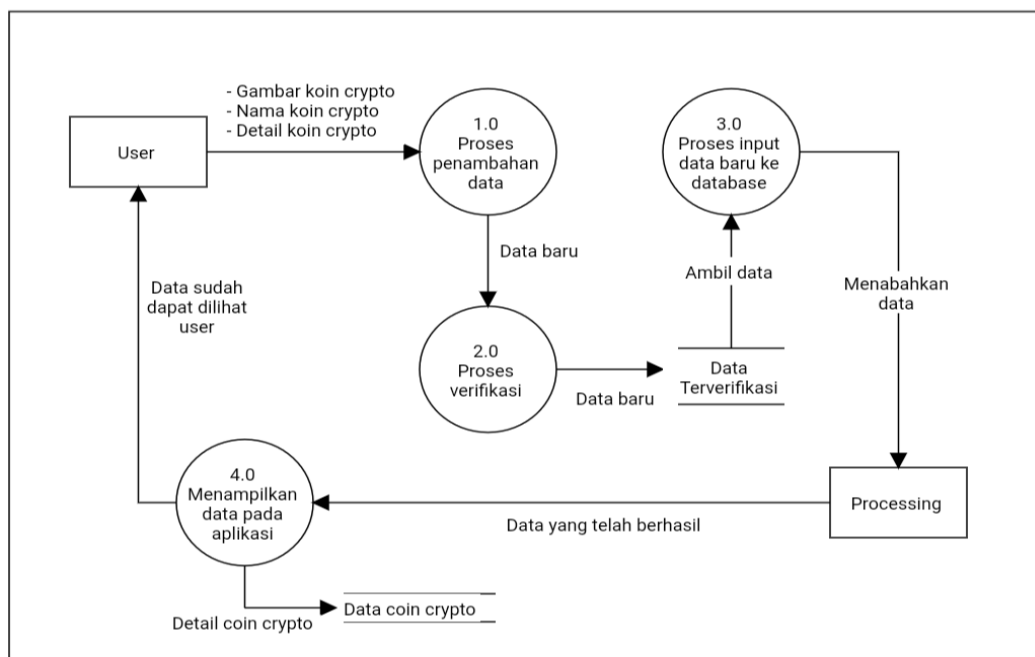 - Gambar koin crypto
- Nama koin crypto
- Detail koin crypto
User
1.0
Proses
penambahan
data
3.0
Proses input
data baru ke
database
Data baru
Ambil data
Menabahkan
data
Data sudah
dapat dilihat
user
2.0
Proses
verifikasi
Data baru
Data
Terverifikasi
4.0
Menampilkan
data pada
aplikasi
Data yang telah berhasil
Processing
Detail coin crypto
Data coin crypto